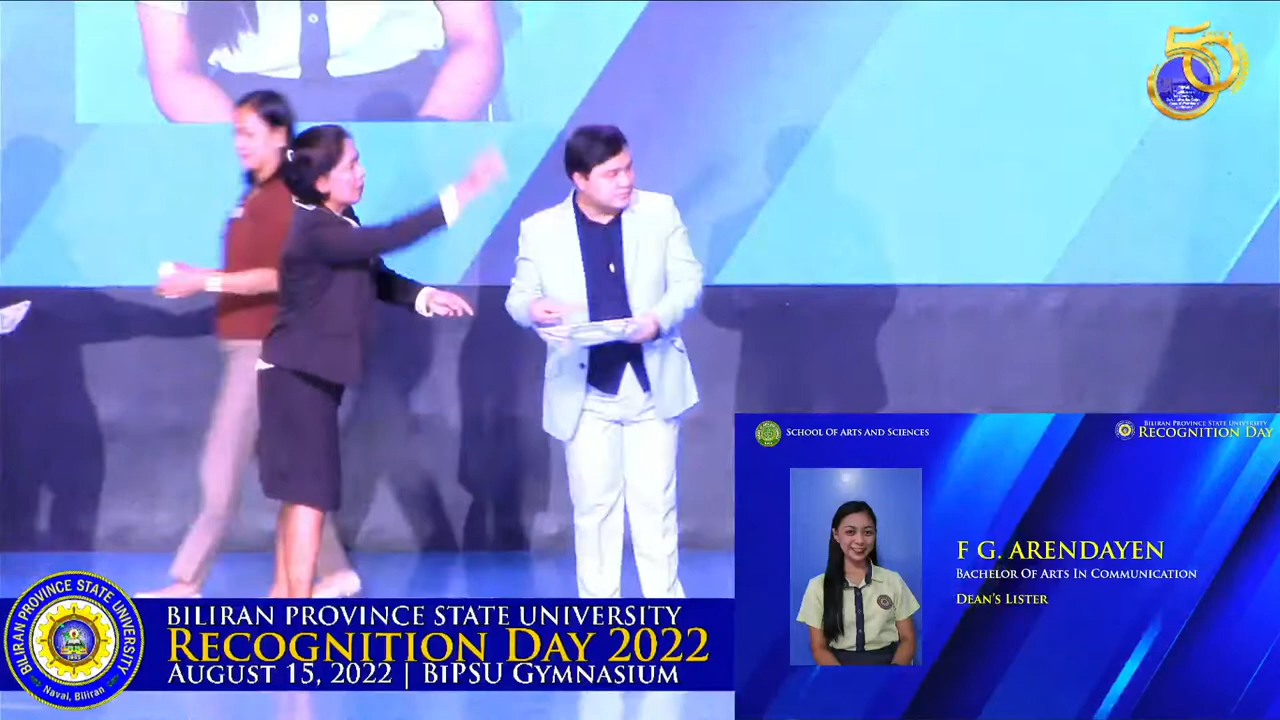 50
SCHOOL OF ARTS AND SCIENCES
BILIRAN PROVINCE STATE UNIVERSITY
RECOGNITION DAY
F G. ARENDAYEN
BACHELOR OF ARTS IN COMMUNICATION
DEAN'S LISTER
BILIRAN PROVINCE STATE UNIVERSITY
Naval, Biliran
BILIRAN PROVINCE STATE UNIVERSITY
RECOGNITION DAY 2022
AUGUST 15, 2022 | BIPSU GYMNASIUM